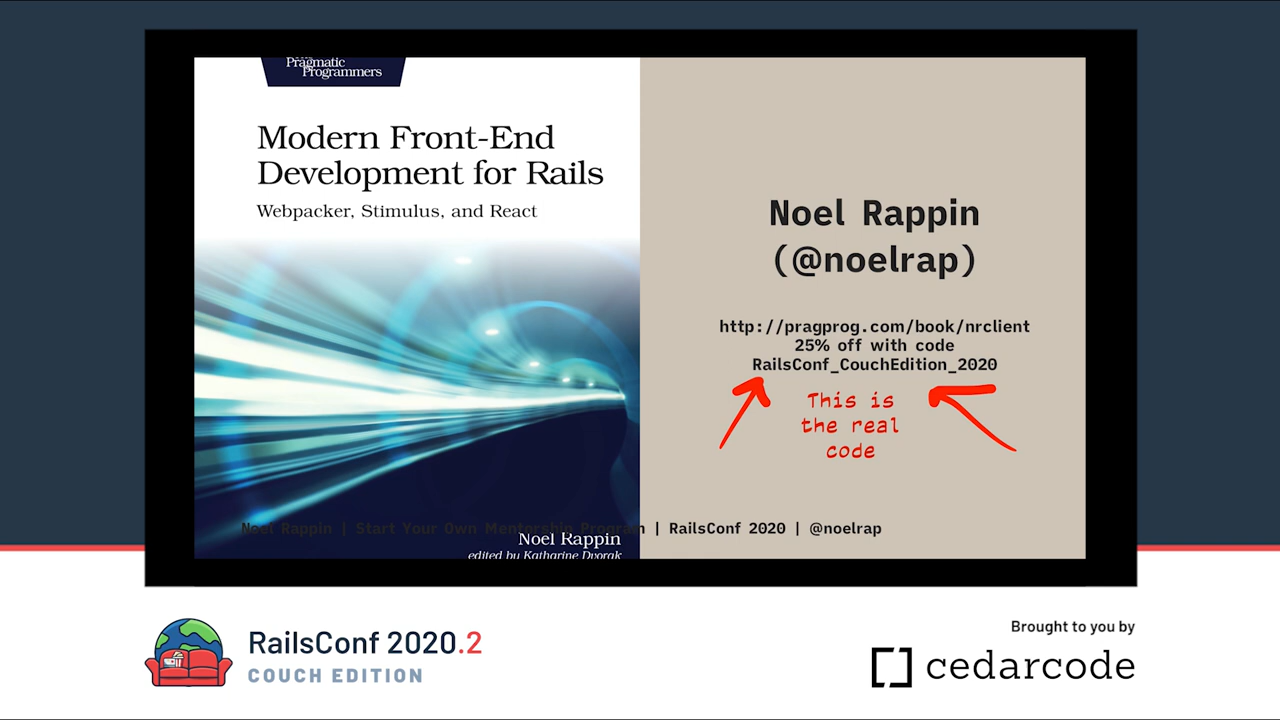 Pragmatic
Programmers
Modern Front-End
Development for Rails
Webpacker, Stimulus, and React
Noel Rappin
edited by Katharine Dvorak
Noel Rappin
(@noelrap)
http://pragprog.com/book/nrclient
25% off with code
RailsConf_CouchEdition_2020
This is
the real
code
Noel Rappin | Start Your Own Mentorship Program | RailsConf 2020 | @noelrap
RailsConf 2020.2
COUCH EDITION
Brought to you by
cedarcode